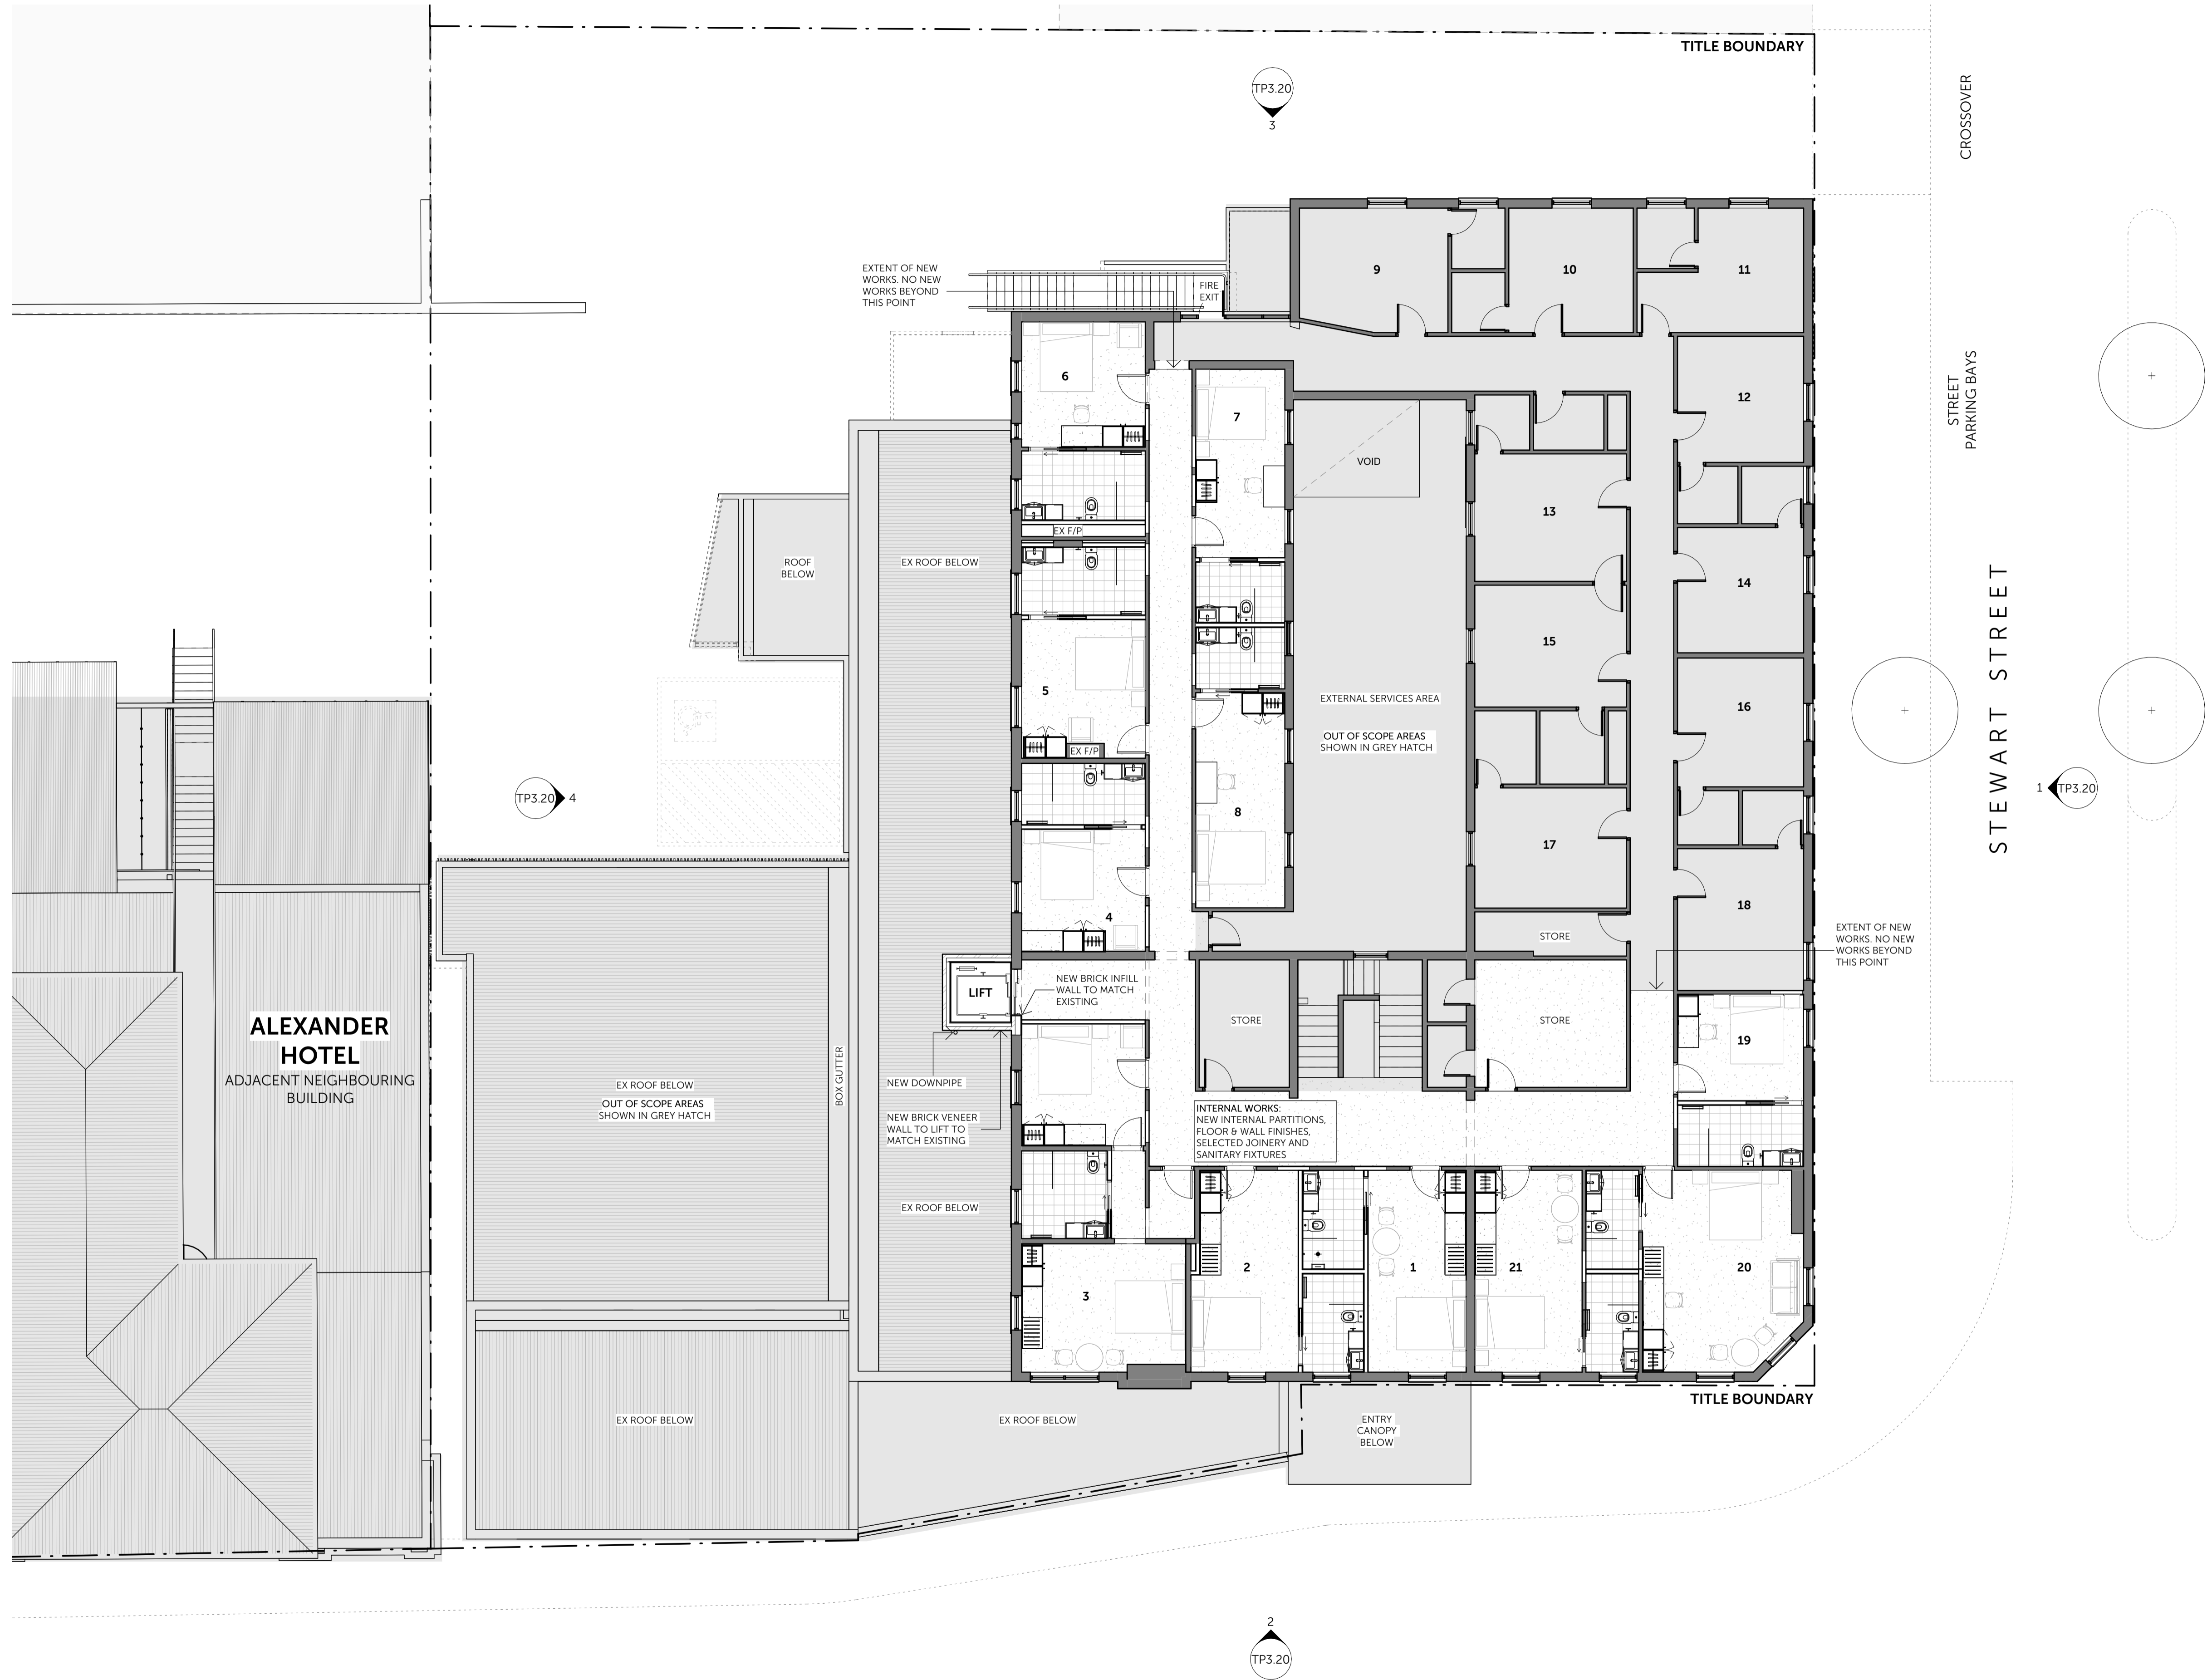 TITLE BOUNDARY
TP3.20
3
CROSSOVER
EXTENT OF NEW
WORKS. NO NEW
WORKS BEYOND
THIS POINT
FIRE
EXIT
9
10
11
6
7
12
STREET
PARKING BAYS
VOID
13
EX F/P
ROOF
BELOW
EX ROOF BELOW
14
STEWART STREET
15
5
EX F/P
EXTERNAL SERVICES AREA
OUT OF SCOPE AREAS
SHOWN IN GREY HATCH
16
TP3.20
4
1
TP3.20
8
17
4
18
STORE
EXTENT OF NEW
WORKS. NO NEW
WORKS BEYOND
THIS POINT
LIFT
NEW BRICK INFILL
WALL TO MATCH
EXISTING
STORE
STORE
19
ALEXANDER
HOTEL
ADJACENT NEIGHBOURING
BUILDING
EX ROOF BELOW
OUT OF SCOPE AREAS
SHOWN IN GREY HATCH
BOX GUTTER
NEW DOWNPIPE
NEW BRICK VENEER
WALL TO LIFT TO
MATCH EXISTING
INTERNAL WORKS:
NEW INTERNAL PARTITIONS,
FLOOR & WALL FINISHES,
SELECTED JOINERY AND
SANITARY FIXTURES
EX ROOF BELOW
3
2
1
21
20
TITLE BOUNDARY
EX ROOF BELOW
EX ROOF BELOW
ENTRY
CANOPY
BELOW
2
TP3.20